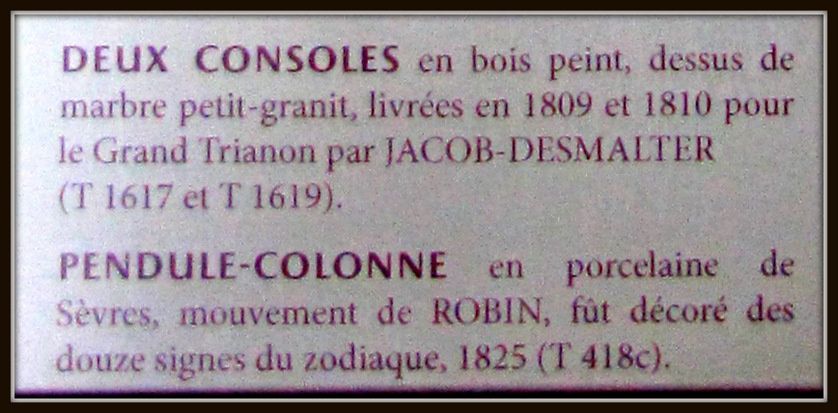 DEUX CONSOLES en bois peint, dessus de
marbre petit-granit, livrées en 1809 et 1810 pour
le Grand Trianon par JACOB-DESMALTER
(T 1617 et T 1619).
PENDULE-COLONNE en porcelaine de
Sèvres, mouvement de ROBIN, fût décoré des
douze signes du zodiaque, 1825 (T 418c).